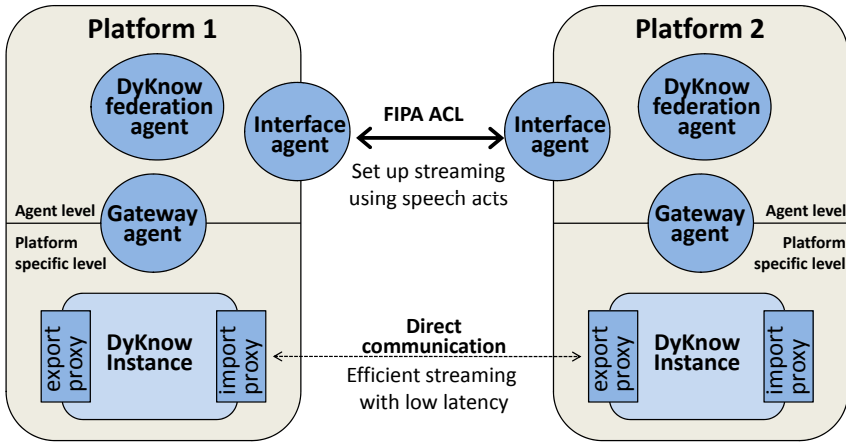 Platform 1
DyKnow
federation
agent
Interface
agent
Agent level
Gateway
agent
Platform
specific level
export
proxy
DyKnow
Instance
import
proxy
FIPA ACL
Set up streaming
using speech acts
Direct
communication
Efficient streaming
with low latency
Platform 2
DyKnow
federation
agent
Interface
agent
Gateway
agent
Agent level
Platform
specific level
export
proxy
DyKnow
Instance
import
proxy